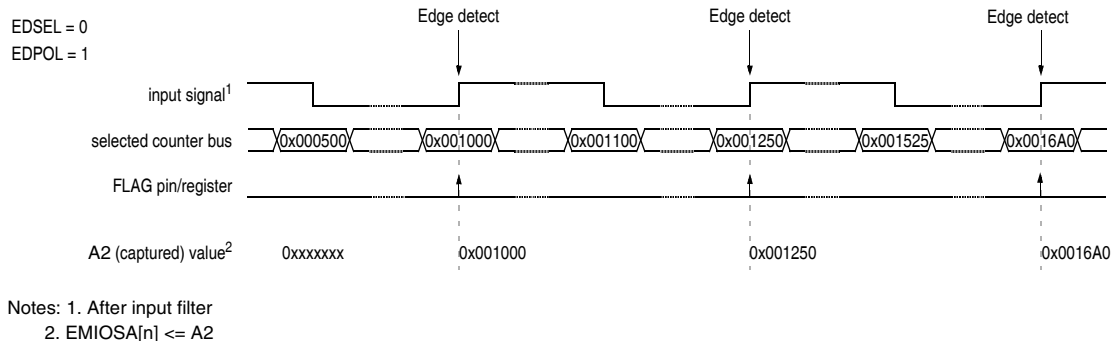 EDSEL = 0
EDPOL = 1
Edge detect Edge detect Edge detect
input signal1
selected counter bus 0x000500 0x001000 0x001100 0x001250 0x001525 0x0016A0
FLAG pin/register
A2 (captured) value2 0xxxxxxx 0x001000 0x001250 0x0016A0
Notes: 1. After input filter
2. EMIOSA[n] <= A2